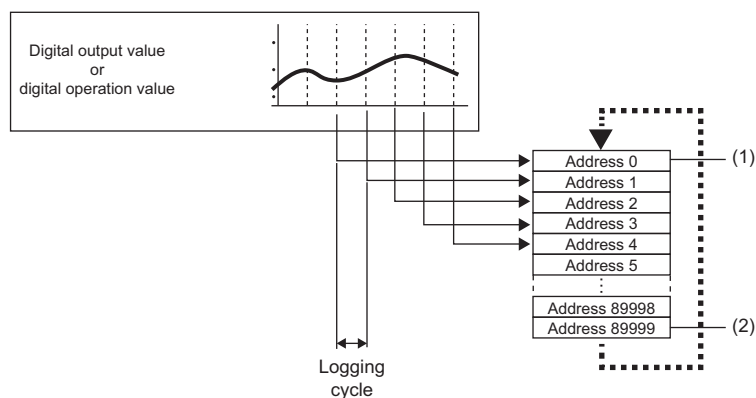 Digital output value
or
digital operation value
Address 0
(1)
Address 1
Address 2
Address 3
Address 4
Address 5
Address 89998
Address 89999
(2)
Logging
cycle